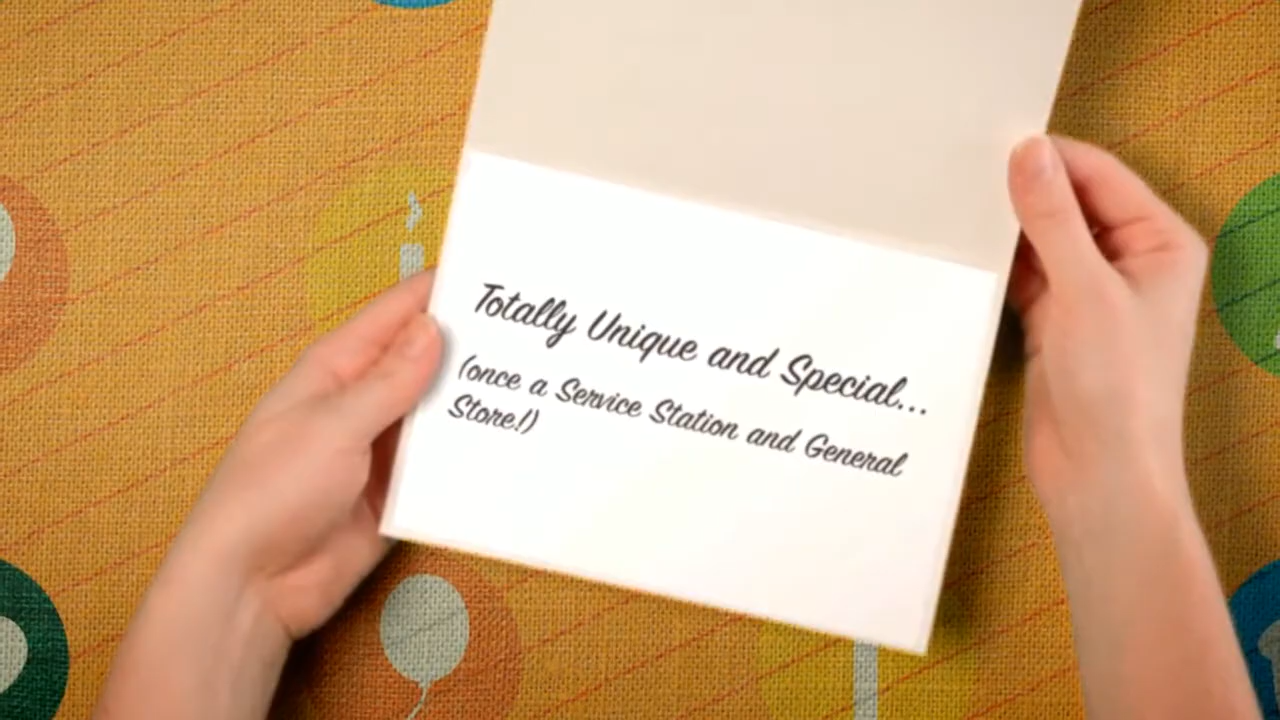 Totally Unique and Special...
(once a Service Station and General
Store!)